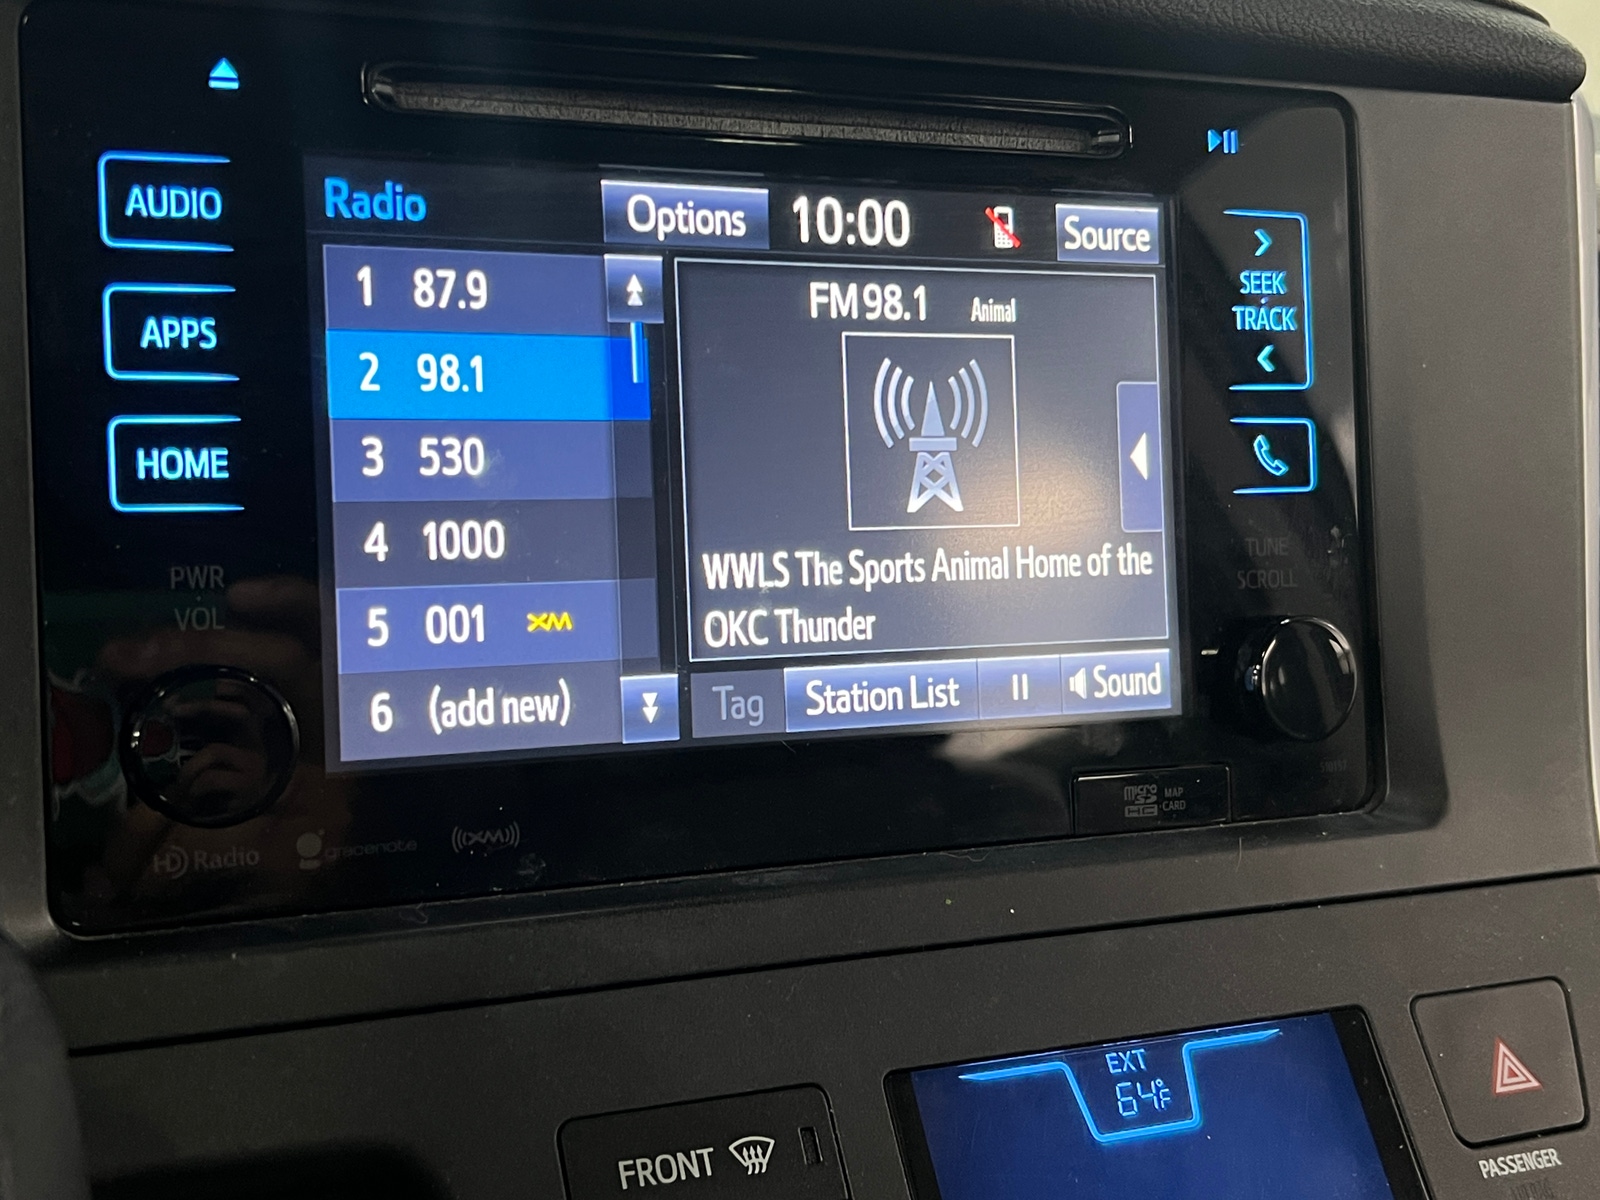 AUDIO
APPS
HOME
PWR
VOL
Radio
Options
10:00
Source
1 87.9
2 98.1
3 530
4 1000
5 001 XM
6 (add new)
FM 98.1 Animal
WWLS The Sports Animal Home of the
OKC Thunder
Tag
Station List
Sound
SEEK
TRACK
TUNE
SCROLL
HD Radio
gracenote
((XM))
micro
SD
HC
MAP
CARD
EXT
64°F
FRONT
PASSENGER